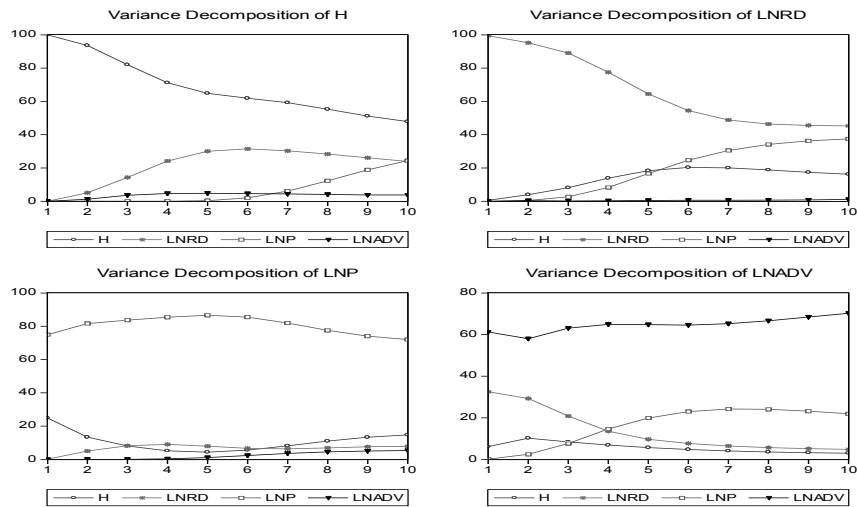 Variance Decomposition of H
100
80
60
40
20
0
1 2 3 4 5 6 7 8 9 10
H LNRD LNP LNADV
Variance Decomposition of LNRD
100
80
60
40
20
0
1 2 3 4 5 6 7 8 9 10
H LNRD LNP LNADV
Variance Decomposition of LNP
100
80
60
40
20
0
1 2 3 4 5 6 7 8 9 10
H LNRD LNP LNADV
Variance Decomposition of LNADV
80
60
40
20
0
1 2 3 4 5 6 7 8 9 10
H LNRD LNP LNADV